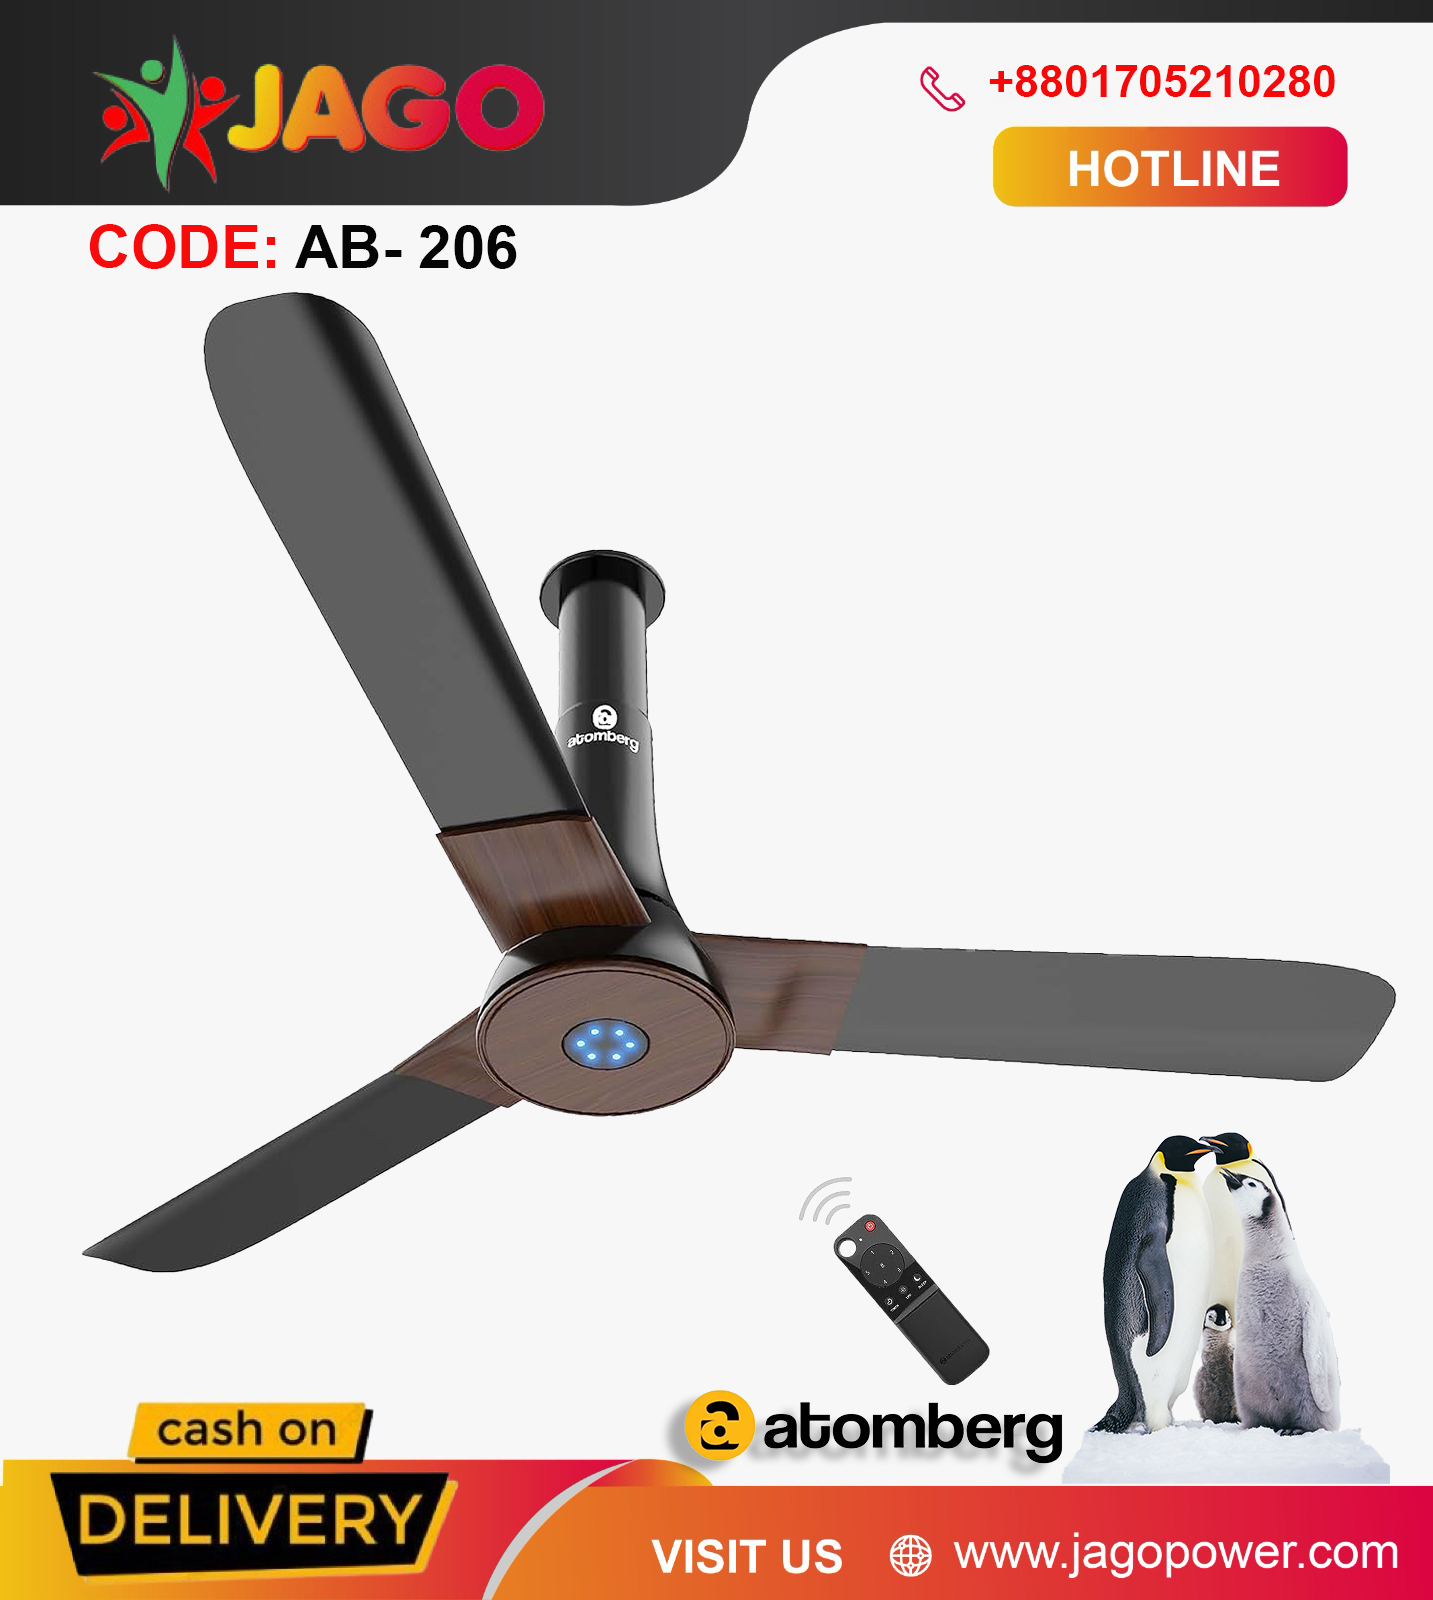 JAGO
+8801705210280
HOTLINE
CODE: AB- 206
atomberg
atomberg
cash on
DELIVERY
VISIT US
www.jagopower.com